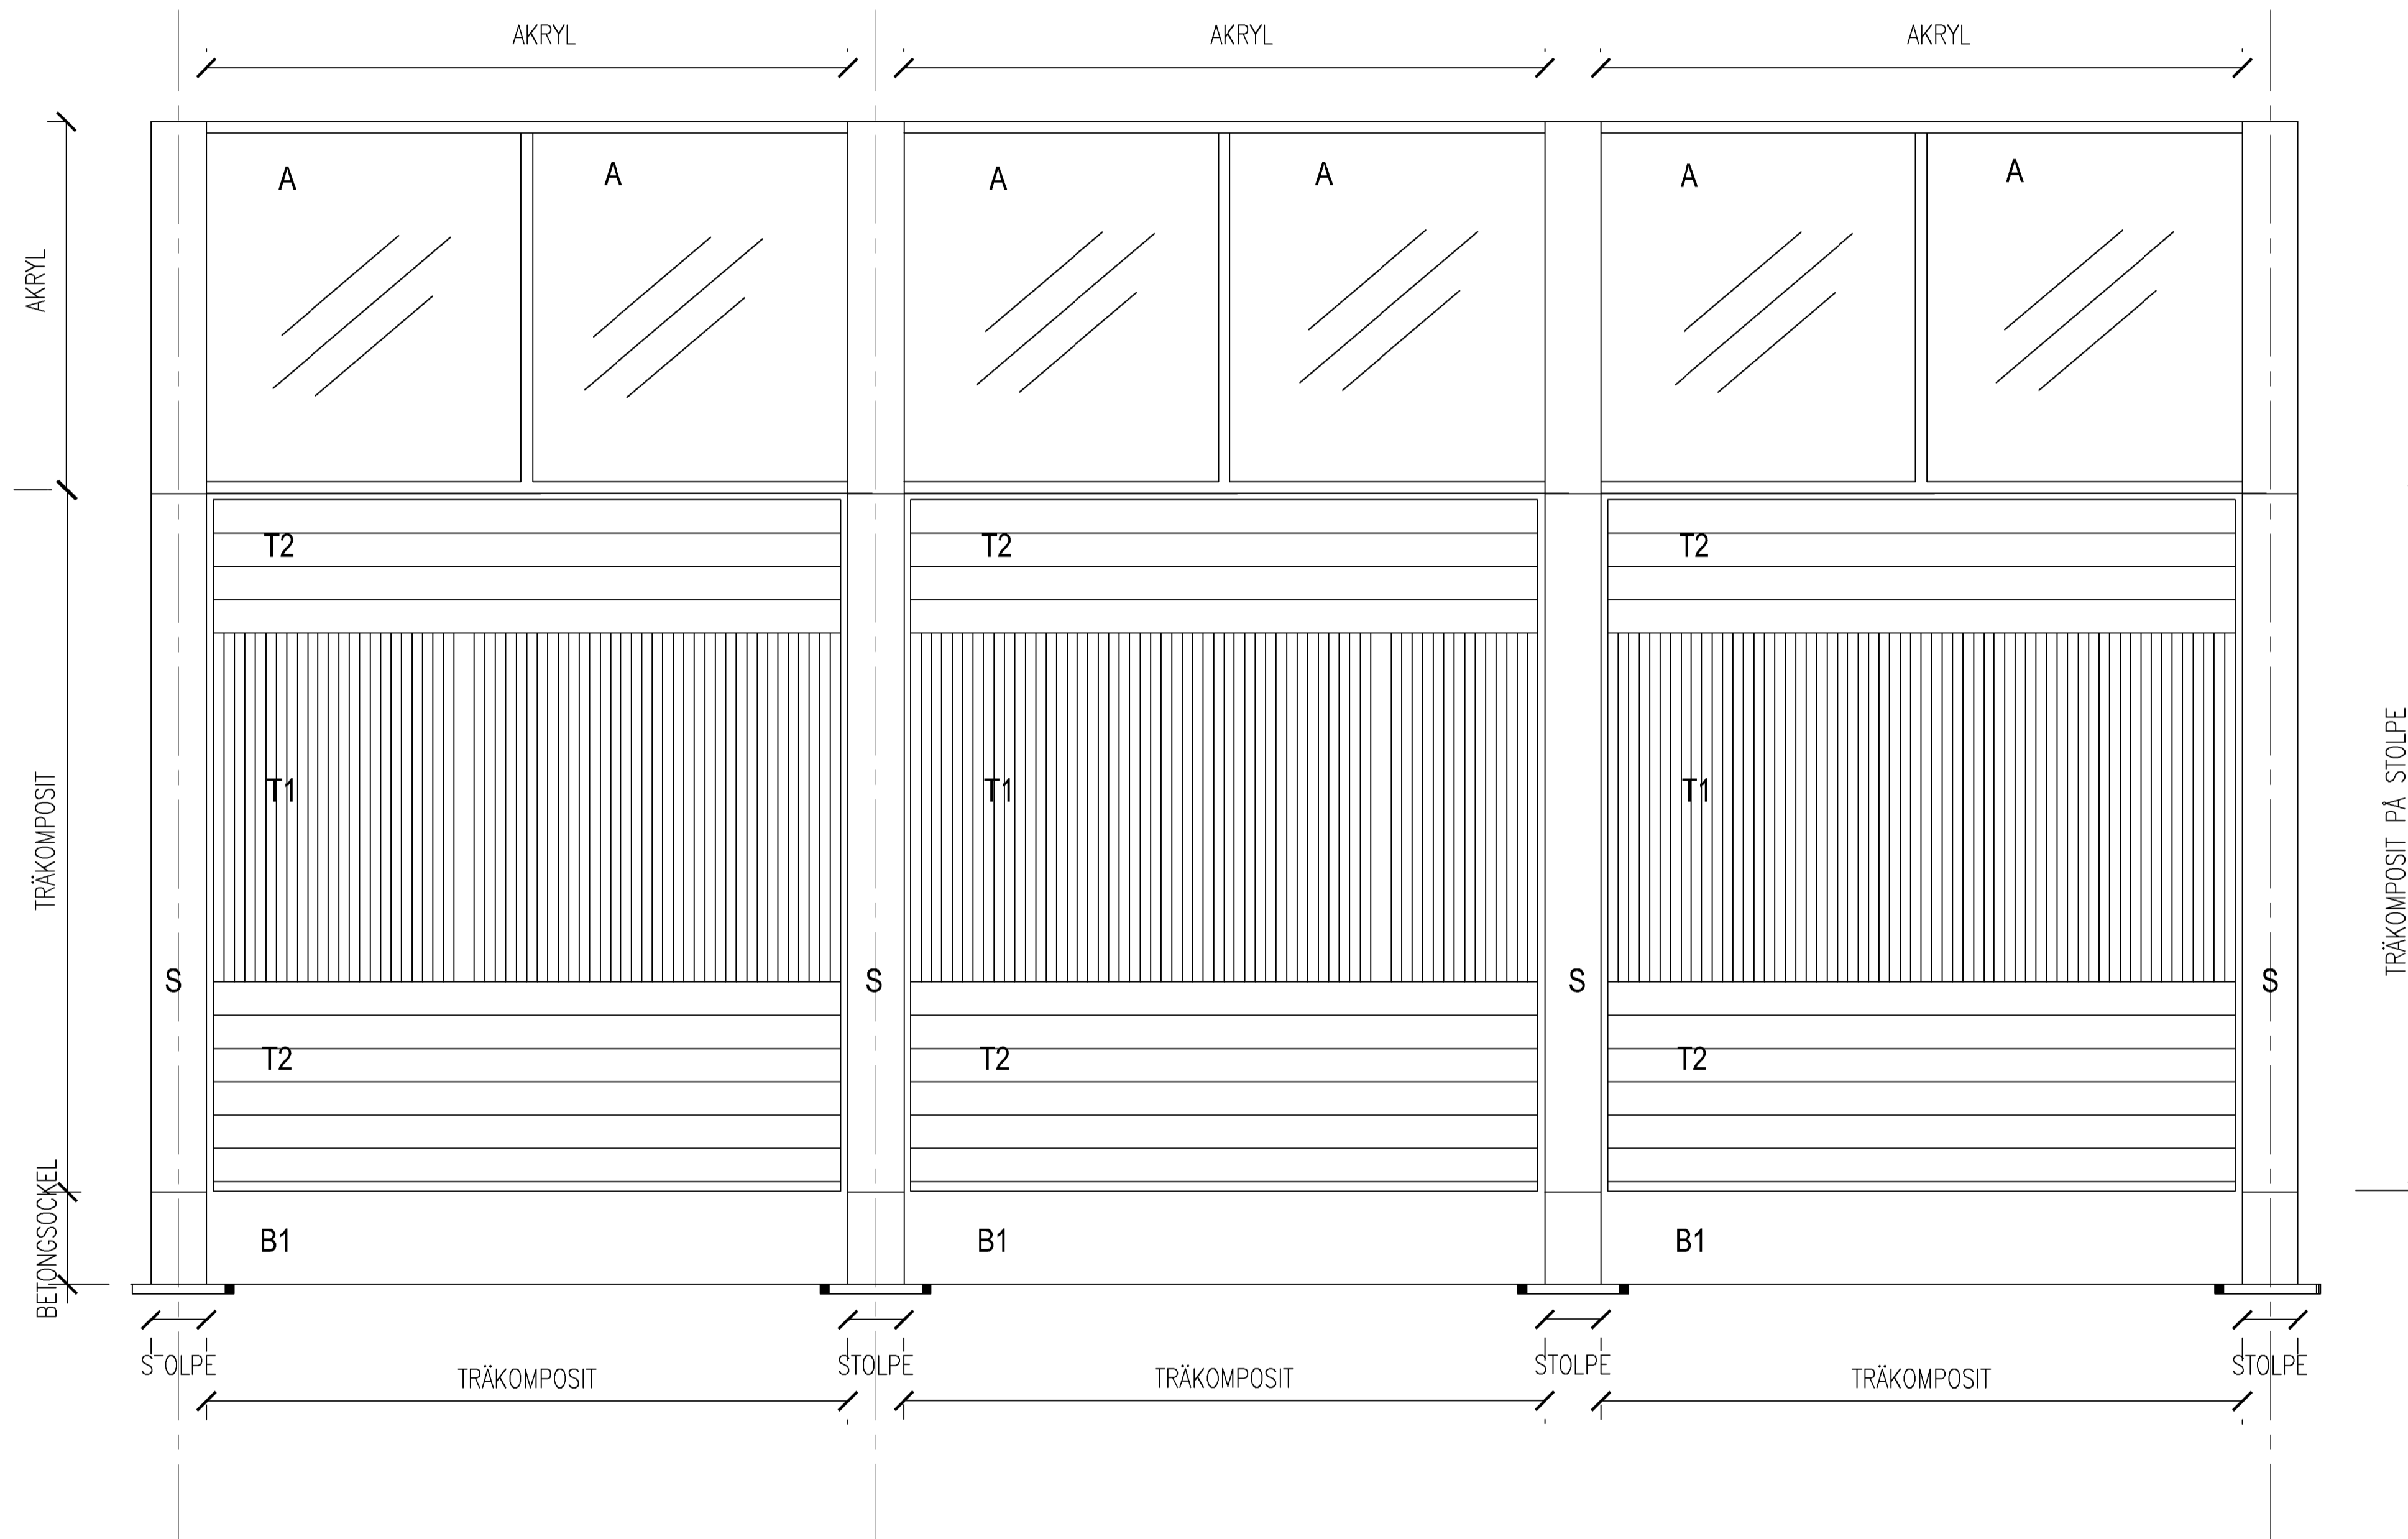 AKRYL
AKRYL
AKRYL
A
A
A
A
A
A
AKRYL
T2
T2
T2
TRÄKOMPOSIT
T1
T1
T1
TRÄKOMPOSIT PÅ STOLPE
S
S
S
S
T2
T2
T2
BETONGSOCKEL
B1
B1
B1
STOLPE
TRÄKOMPOSIT
STOLPE
TRÄKOMPOSIT
STOLPE
TRÄKOMPOSIT
STOLPE